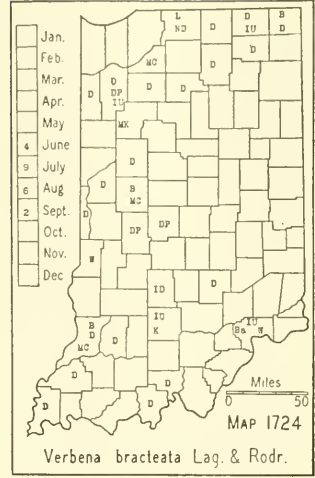 L D D B
Jan. ND IU D
Feb. MC D D
Mar. D D D
DP
Apr. IU
May MK
4 June D
9 July B
6 Aug D MC
2 Sept. D DP
Oct. DP
Nov. W
Dec ID D
IU IU
B D K Ba W
MC
D D Miles
D D 0 50
MAP 1724
Verbena bracteata Lag. & Rodr.